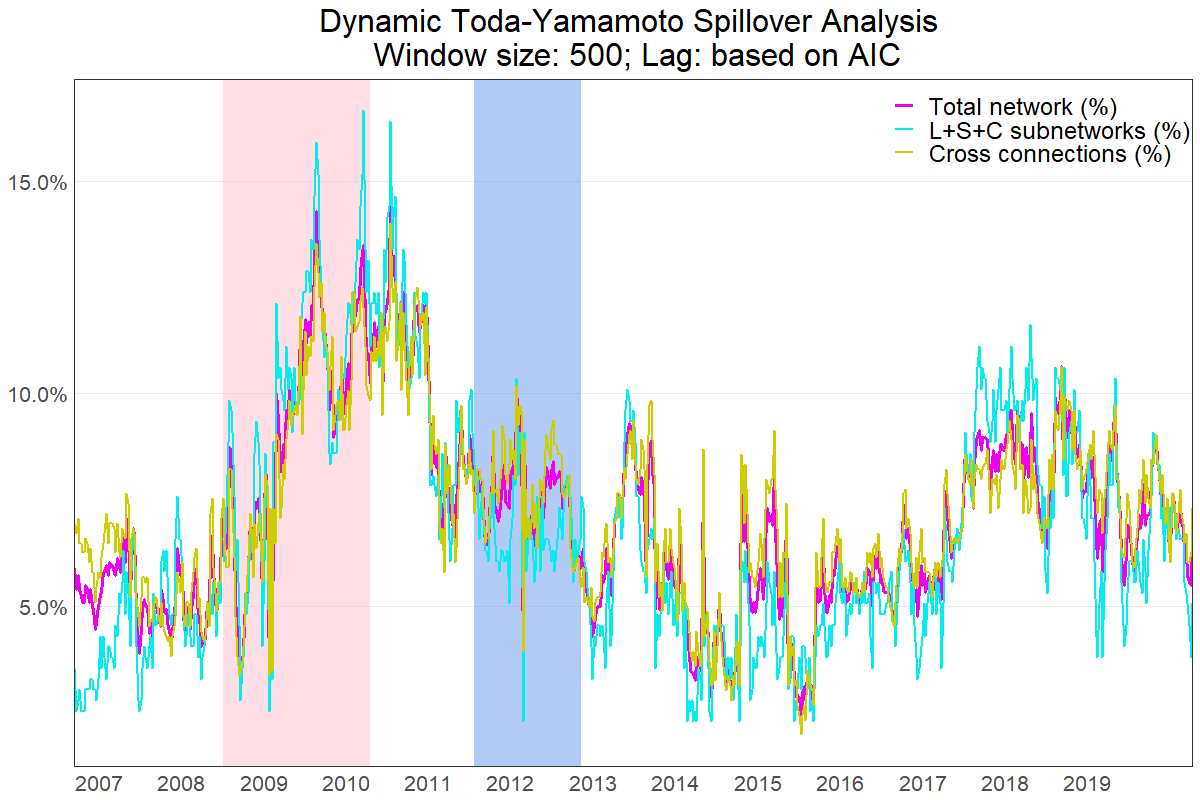 Dynamic Toda-Yamamoto Spillover Analysis
Window size: 500; Lag: based on AIC
Total network (%)
L+S+C subnetworks (%)
Cross connections (%)
15.0%
10.0%
5.0%
2007 2008 2009 2010 2011 2012 2013 2014 2015 2016 2017 2018 2019